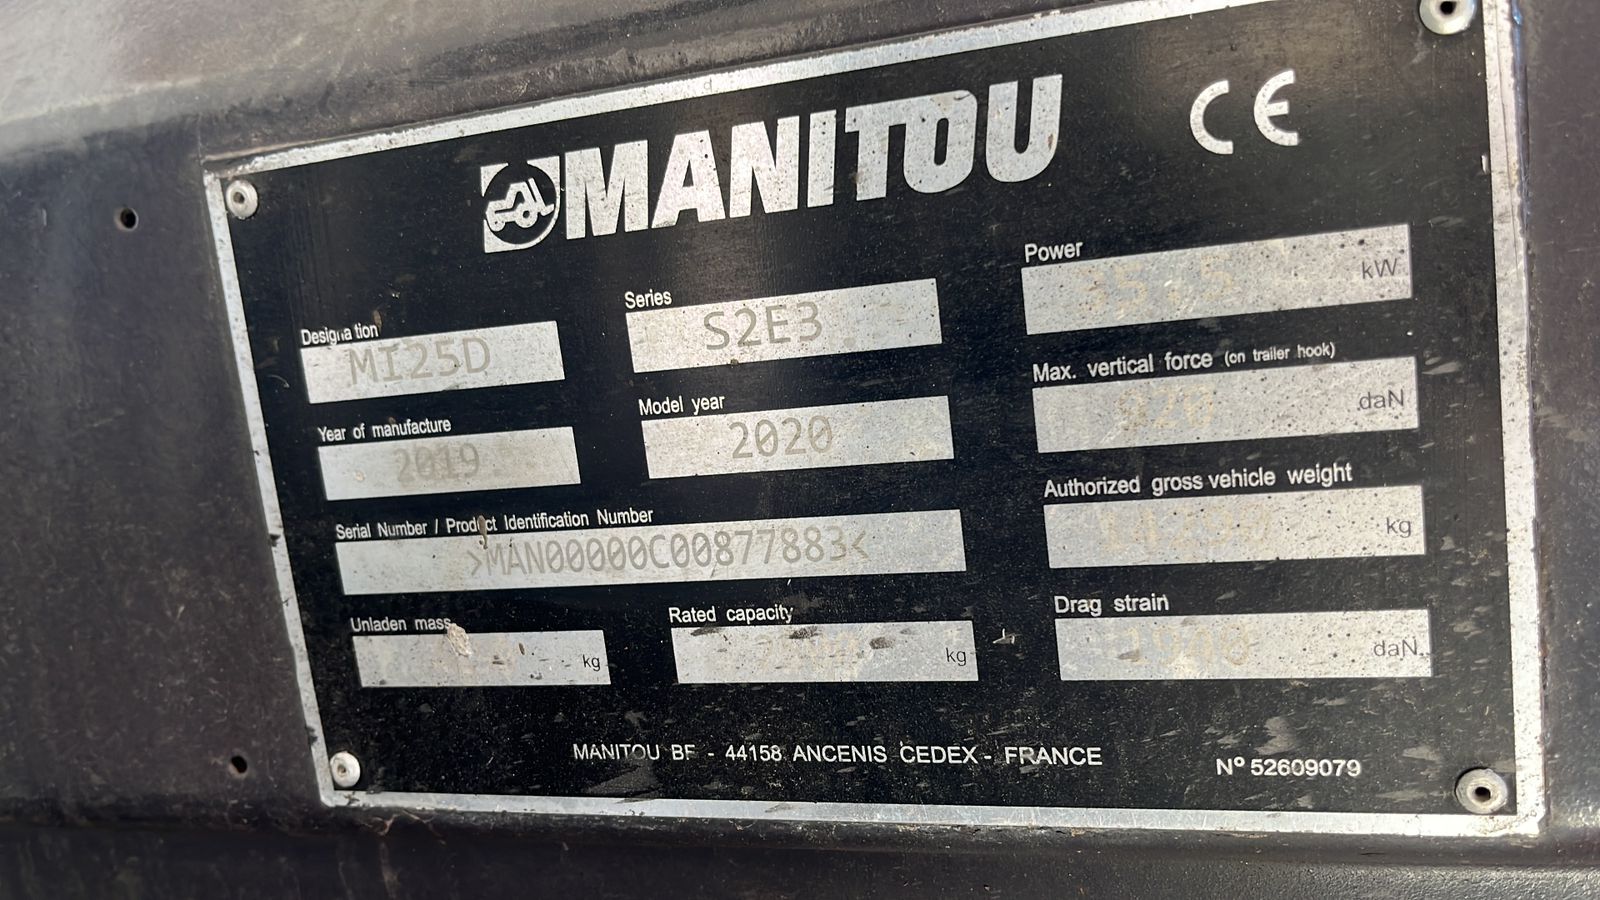 MANITOU
CE
Designation
MI25D
Series
S2E3
Power
kW
Year of manufacture
2019
Model year
2020
Max. vertical force (on trailer hook)
daN
Serial Number / Product Identification Number
>MAN00000C00877883<
Authorized gross vehicle weight
kg
Unladen mass
kg
Rated capacity
kg
Drag strain
1900 daN
MANITOU BF - 44158 ANCENIS CEDEX - FRANCE
Nº 52609079